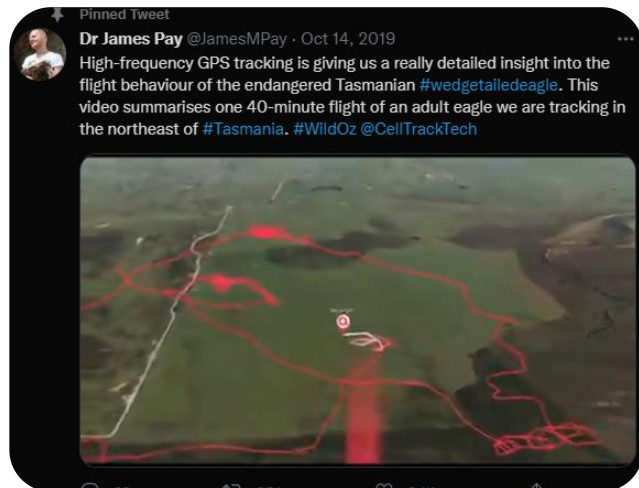 Pinned Tweet
Dr James Pay @JamesMPay · Oct 14, 2019
High-frequency GPS tracking is giving us a really detailed insight into the
flight behaviour of the endangered Tasmanian #wedgetailedeagle. This
video summarises one 40-minute flight of an adult eagle we are tracking in
the northeast of #Tasmania. #WildOz @CellTrackTech